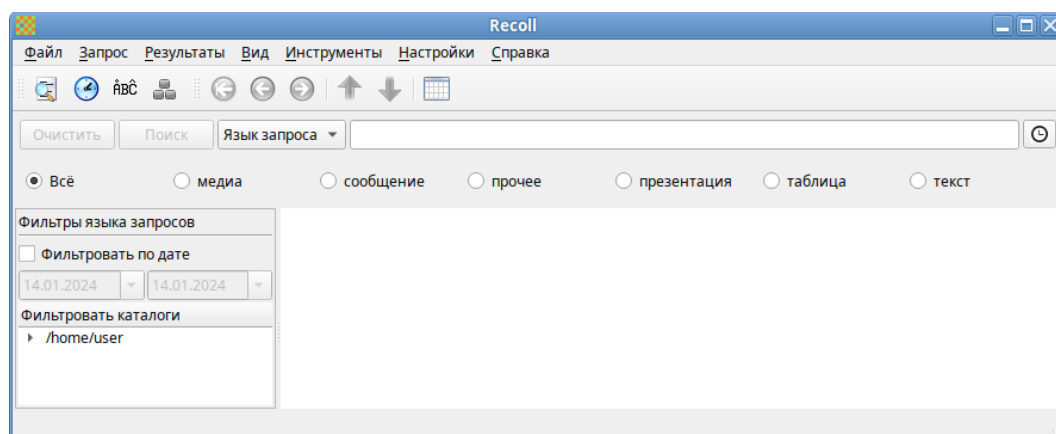 Recoll
Файл Запрос Результаты Вид Инструменты Настройки Справка
ÀBĈ
Очистить Поиск Язык запроса
Всё медиа сообщение прочее презентация таблица текст
Фильтры языка запросов
Фильтровать по дате
14.01.2024 14.01.2024
Фильтровать каталоги
/home/user